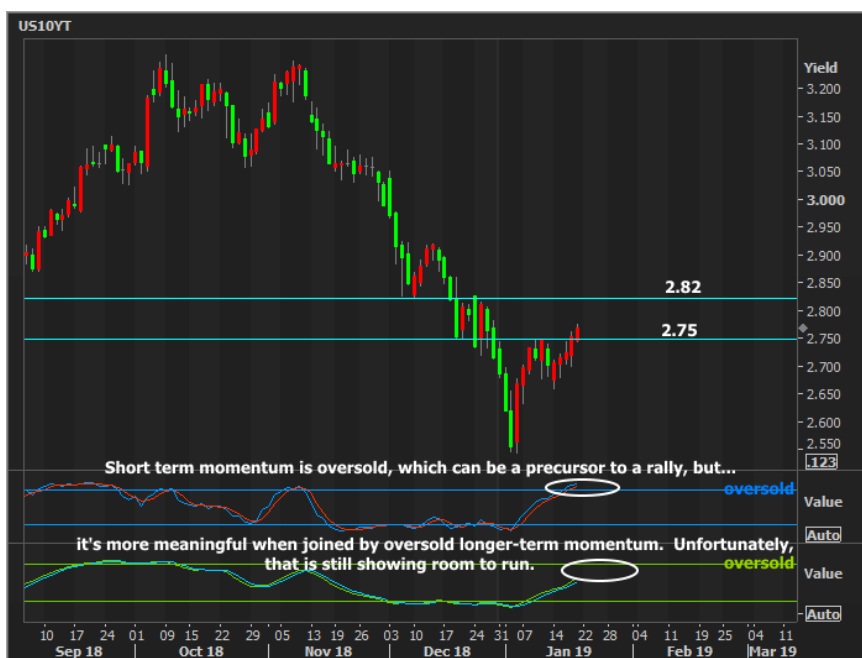 US10YT
Yield
3.200
3.150
3.100
3.050
3.000
2.950
2.900
2.850
2.82
2.800
2.75
2.750
2.700
2.650
2.600
2.550
.123
Short term momentum is oversold, which can be a precursor to a rally, but...
oversold
Value
Auto
it's more meaningful when joined by oversold longer-term momentum. Unfortunately,
that is still showing room to run.
oversold
Value
Auto
10 17 24 01 09 15 22 29 05 13 19 26 03 10 17 24 31 07 14 22 28 04 11 19 25 04 11
Sep 18 Oct 18 Nov 18 Dec 18 Jan 19 Feb 19 Mar 19